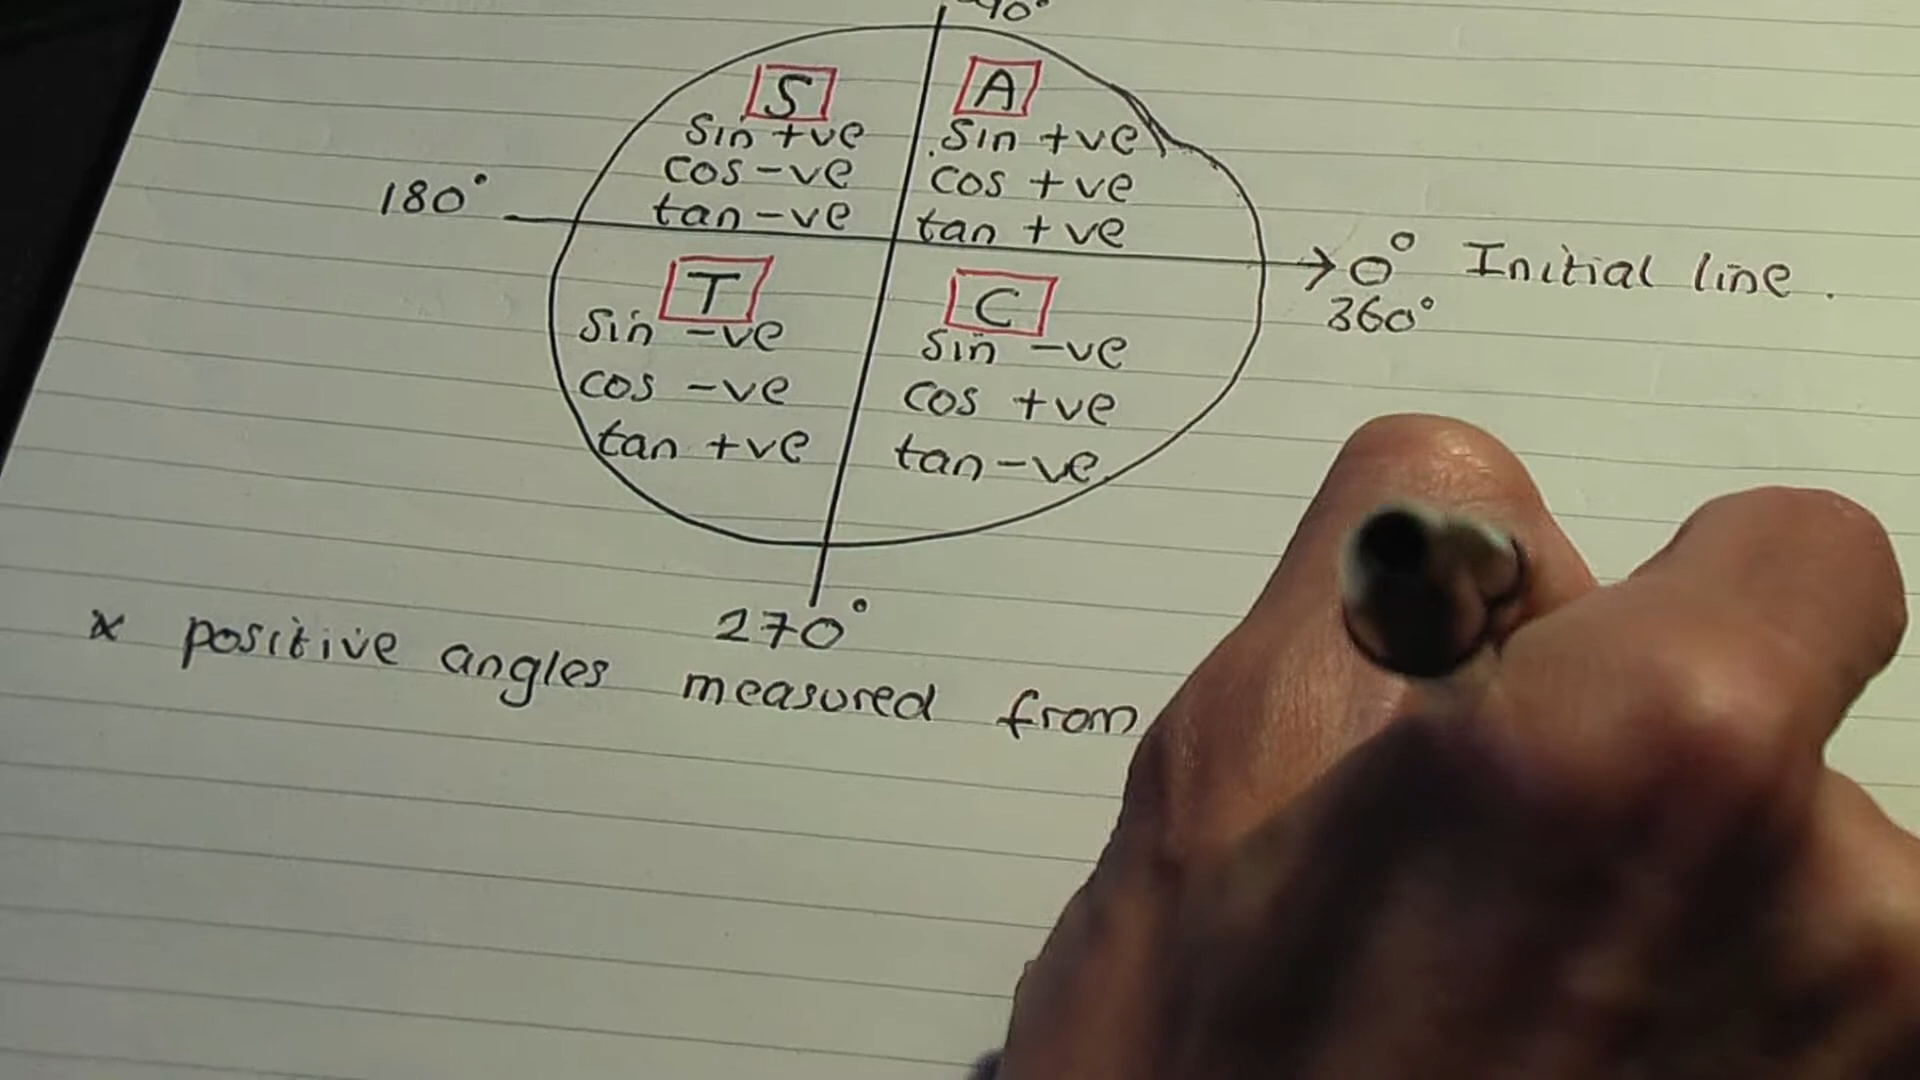 90°
S A
sin +ve sin +ve
cos -ve cos +ve
180° tan -ve tan +ve
0° Initial line.
360°
T C
sin -ve sin -ve
cos -ve cos +ve
tan +ve tan -ve
270°
x positive angles measured from